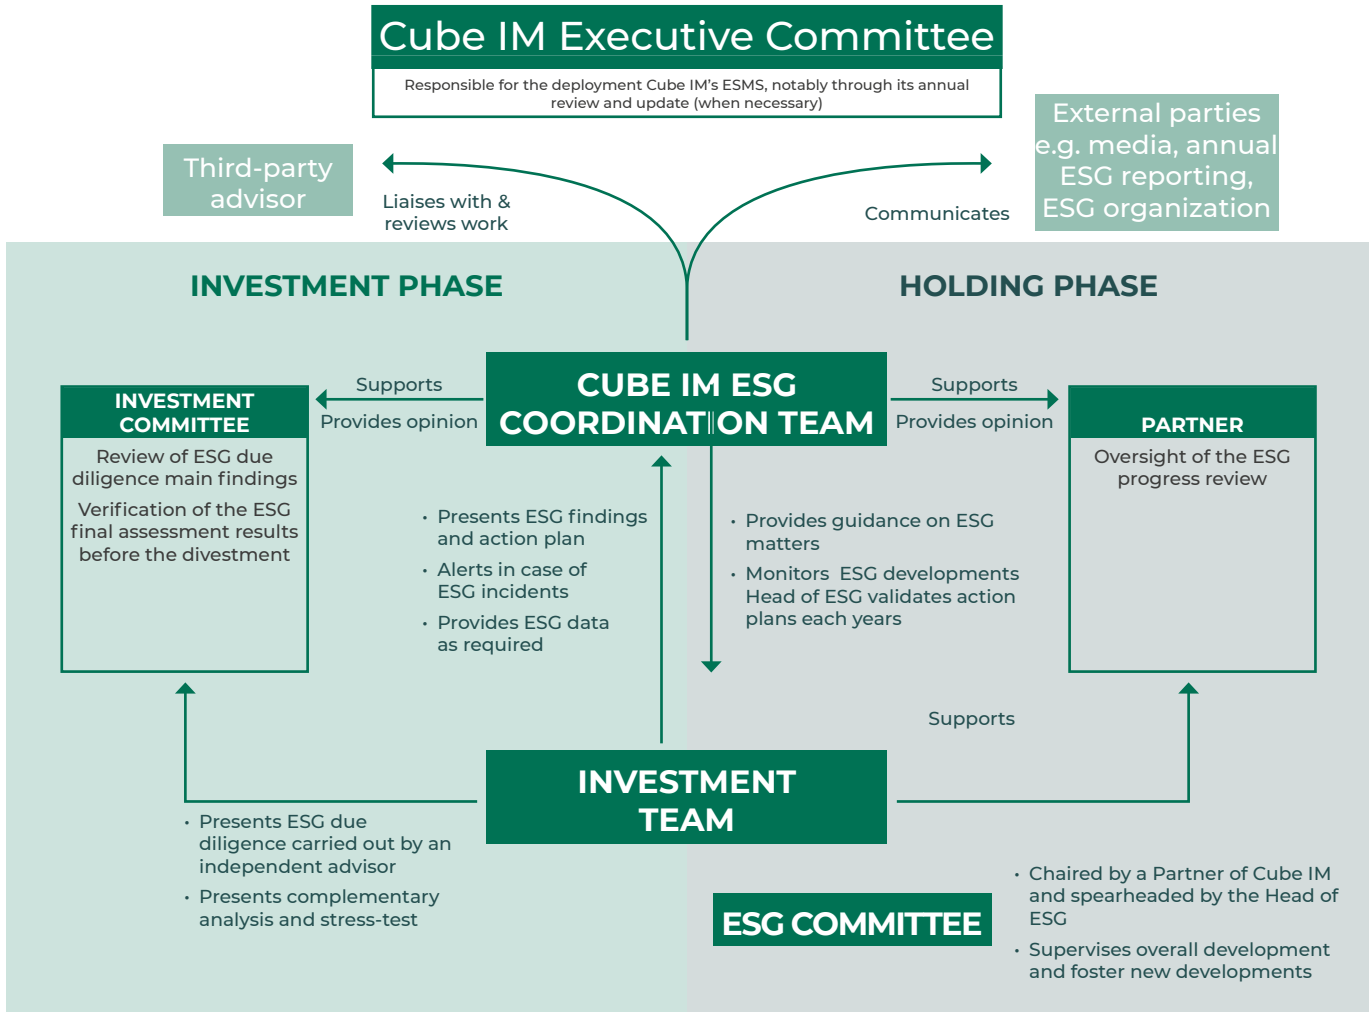 Cube IM Executive Committee
Responsible for the deployment Cube IM's ESMS, notably through its annual
review and update (when necessary)
Third-party
advisor
Liaises with &
reviews work
Communicates
External parties
e.g. media, annual
ESG reporting,
ESG organization
INVESTMENT PHASE
HOLDING PHASE
CUBE IM ESG
COORDINATION TEAM
Supports
Provides opinion
Supports
Provides opinion
INVESTMENT
COMMITTEE
Review of ESG due
diligence main findings
Verification of the ESG
final assessment results
before the divestment
PARTNER
Oversight of the ESG
progress review
• Presents ESG findings
and action plan
• Alerts in case of
ESG incidents
• Provides ESG data
as required
• Provides guidance on ESG
matters
• Monitors ESG developments
Head of ESG validates action
plans each years
Supports
INVESTMENT
TEAM
• Presents ESG due
diligence carried out by an
independent advisor
• Presents complementary
analysis and stress-test
ESG COMMITTEE
• Chaired by a Partner of Cube IM
and spearheaded by the Head of
ESG
• Supervises overall development
and foster new developments